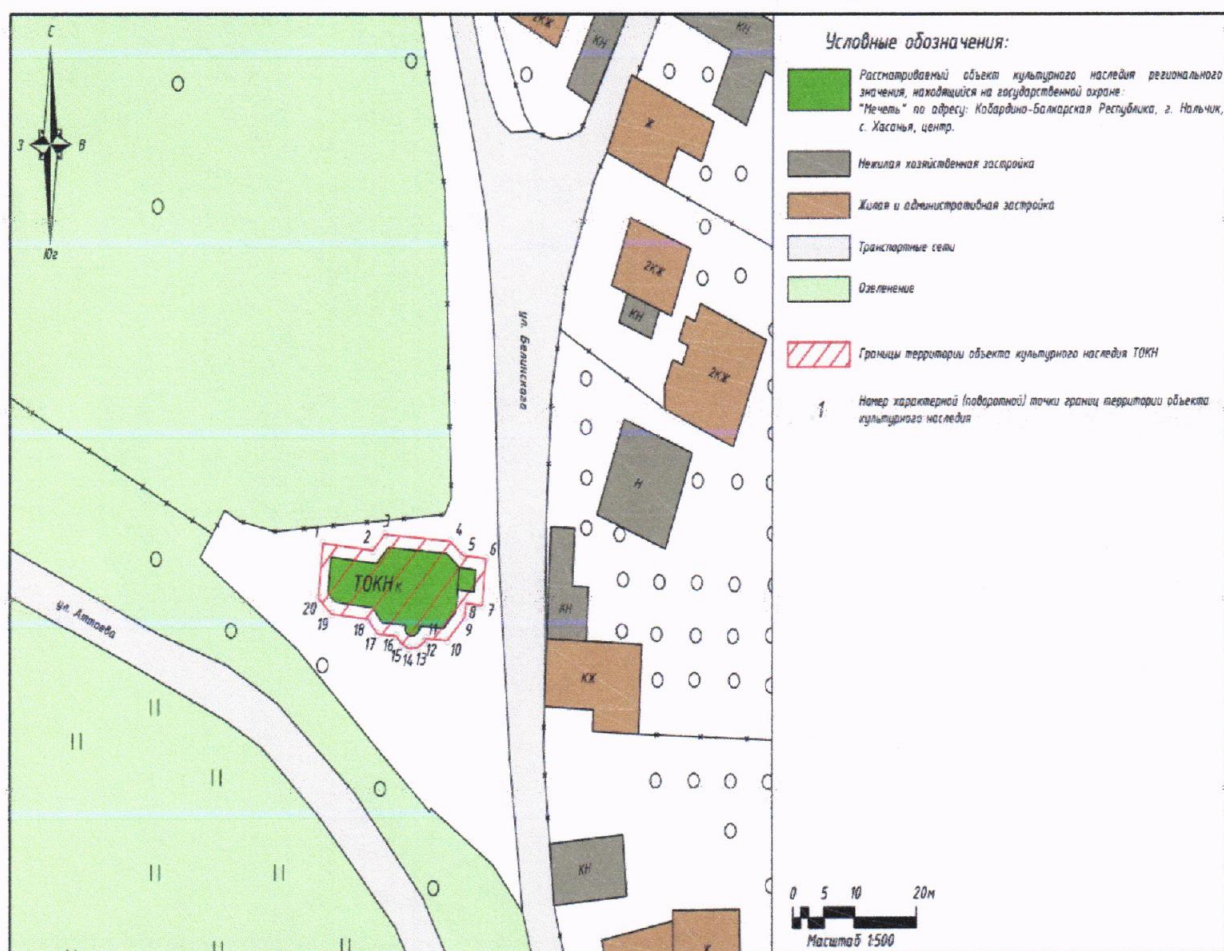 С
З
В
Юг
2КЖ
КН
КН
Ж
2КЖ
КН
2КЖ
Н
КН
КЖ
КН
Ж
ул. Белинского
ул. Аттоева
ТОКНк
1
2
3
4
5
6
7
8
9
10
11
12
13
14
15
16
17
18
19
20
Условные обозначения:
Рассматриваемый объект культурного наследия регионального
значения, находящийся на государственной охране:
"Мечеть" по адресу: Кабардино-Балкарская Республика, г. Нальчик,
с. Хасанья, центр.
Нежилая хозяйственная застройка
Жилая и административная застройка
Транспортные сети
Озеленение
Границы территории объекта культурного наследия ТОКН
1 Номер характерной (поворотной) точки границ территории объекта
культурного наследия
0 5 10 20м
Масштаб 1:500